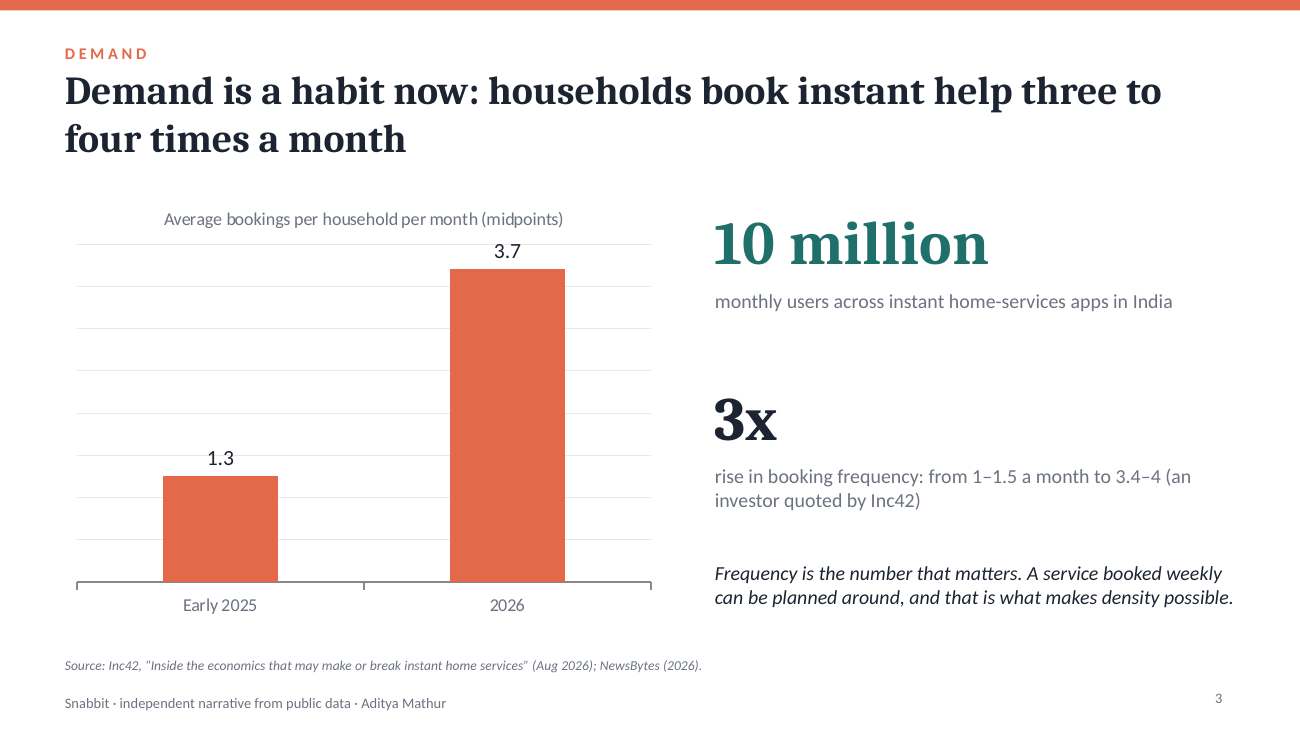 DEMAND
Demand is a habit now: households book instant help three to
four times a month
Average bookings per household per month (midpoints)
3.7
1.3
Early 2025
2026
10 million
monthly users across instant home-services apps in India
3x
rise in booking frequency: from 1–1.5 a month to 3.4–4 (an
investor quoted by Inc42)
Frequency is the number that matters. A service booked weekly
can be planned around, and that is what makes density possible.
Source: Inc42, “Inside the economics that may make or break instant home services” (Aug 2026); NewsBytes (2026).
Snabbit · independent narrative from public data · Aditya Mathur
3